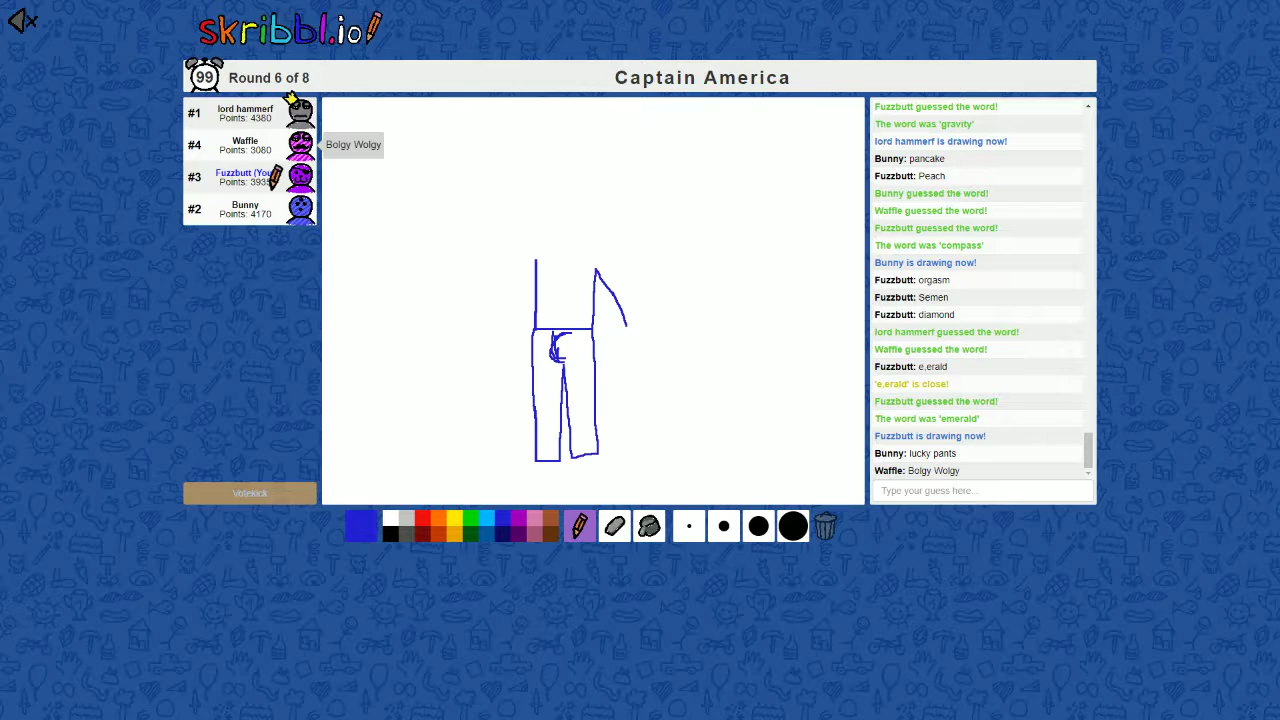 skribbl.io
99
Round 6 of 8
Captain America
#1
lord hammerf
Points: 4380
#4
Waffle
Points: 3080
Bolgy Wolgy
#3
Fuzzbutt (You
Points: 3935
#2
Bunny
Points: 4170
Votekick
Fuzzbutt guessed the word!
The word was 'gravity'
lord hammerf is drawing now!
Bunny: pancake
Fuzzbutt: Peach
Bunny guessed the word!
Waffle guessed the word!
Fuzzbutt guessed the word!
The word was 'compass'
Bunny is drawing now!
Fuzzbutt: orgasm
Fuzzbutt: Semen
Fuzzbutt: diamond
lord hammerf guessed the word!
Waffle guessed the word!
Fuzzbutt: e,erald
'e,erald' is close!
Fuzzbutt guessed the word!
The word was 'emerald'
Fuzzbutt is drawing now!
Bunny: lucky pants
Waffle: Bolgy Wolgy
Type your guess here...